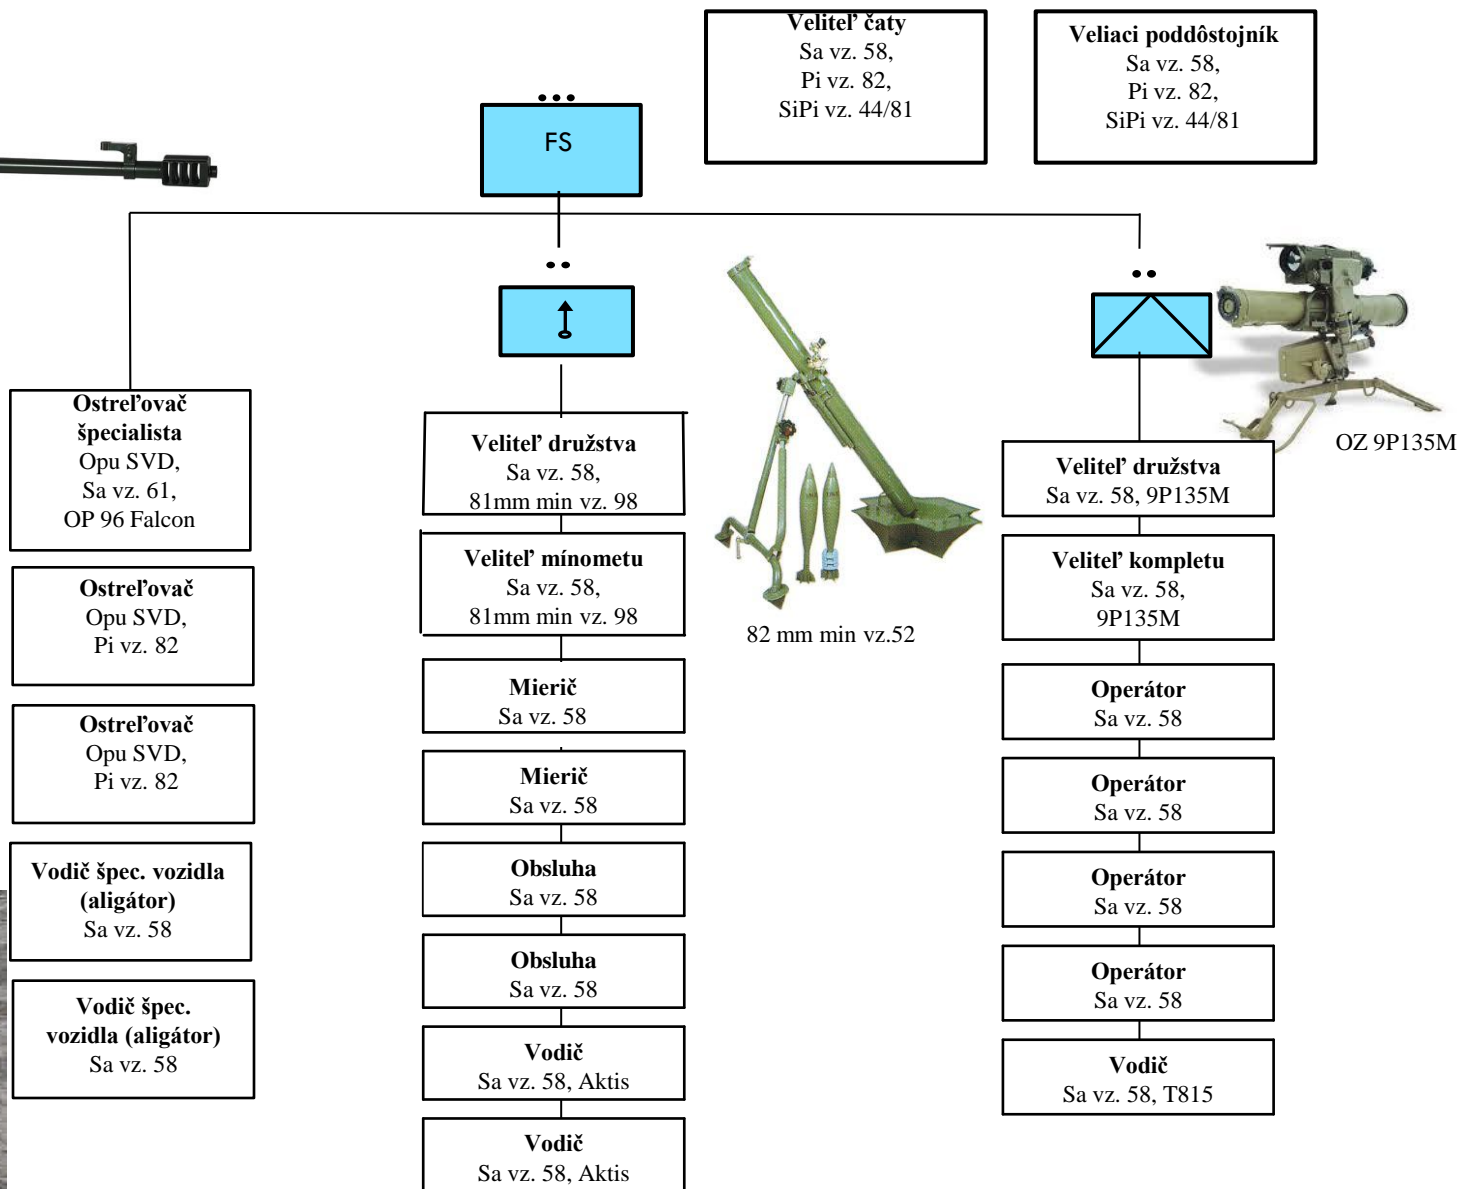 Veliteľ čaty
Sa vz. 58,
Pi vz. 82,
SiPi vz. 44/81
Veliaci poddôstojník
Sa vz. 58,
Pi vz. 82,
SiPi vz. 44/81
FS
Ostreľovač
špecialista
Opu SVD,
Sa vz. 61,
OP 96 Falcon
Ostreľovač
Opu SVD,
Pi vz. 82
Ostreľovač
Opu SVD,
Pi vz. 82
Vodič špec. vozidla
(aligátor)
Sa vz. 58
Vodič špec.
vozidla (aligátor)
Sa vz. 58
Veliteľ družstva
Sa vz. 58,
81mm min vz. 98
Veliteľ mínometu
Sa vz. 58,
81mm min vz. 98
Mierič
Sa vz. 58
Mierič
Sa vz. 58
Obsluha
Sa vz. 58
Obsluha
Sa vz. 58
Vodič
Sa vz. 58, Aktis
Vodič
Sa vz. 58, Aktis
82 mm min vz.52
OZ 9P135M
Veliteľ družstva
Sa vz. 58, 9P135M
Veliteľ kompletu
Sa vz. 58,
9P135M
Operátor
Sa vz. 58
Operátor
Sa vz. 58
Operátor
Sa vz. 58
Operátor
Sa vz. 58
Vodič
Sa vz. 58, T815